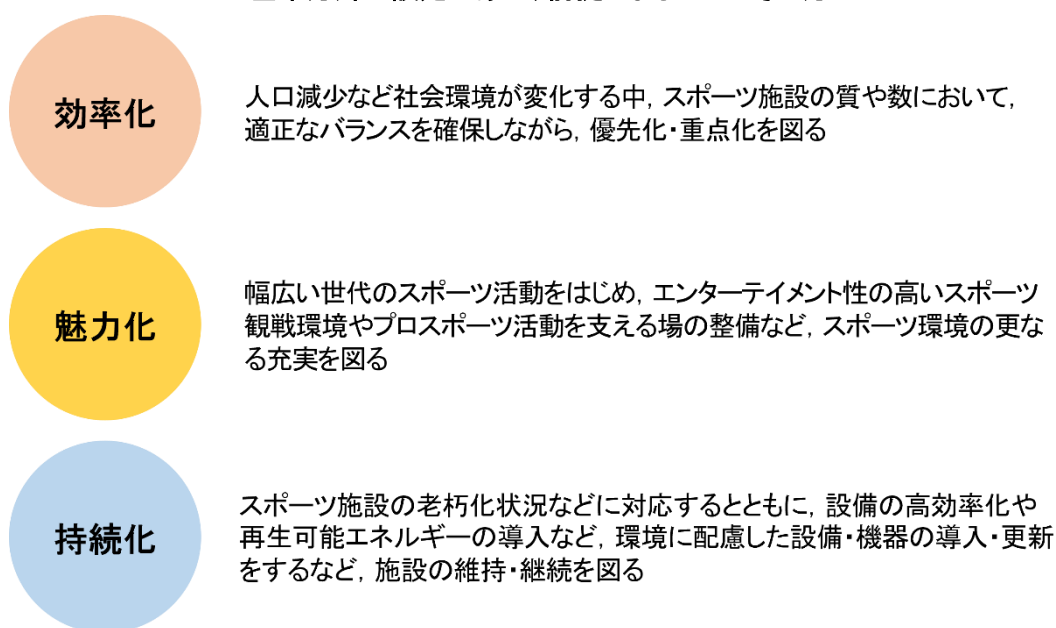 効率化
人口減少など社会環境が変化する中，スポーツ施設の質や数において，
適正なバランスを確保しながら，優先化・重点化を図る
魅力化
幅広い世代のスポーツ活動をはじめ，エンターテイメント性の高いスポーツ
観戦環境やプロスポーツ活動を支える場の整備など，スポーツ環境の更な
る充実を図る
持続化
スポーツ施設の老朽化状況などに対応するとともに，設備の高効率化や
再生可能エネルギーの導入など，環境に配慮した設備・機器の導入・更新
をするなど，施設の維持・継続を図る